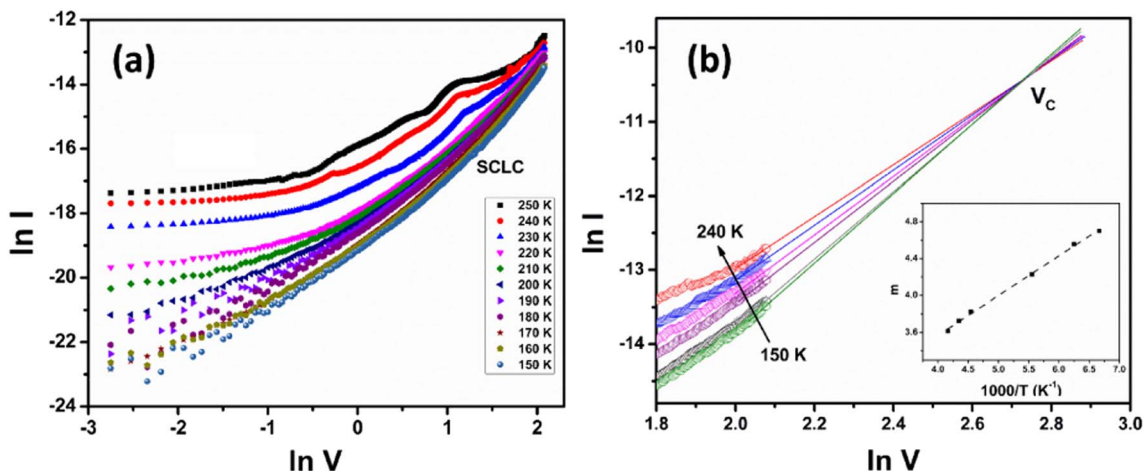 (a)
ln I
-12
-14
-16
-18
-20
-22
-24
SCLC
250 K
240 K
230 K
220 K
210 K
200 K
190 K
180 K
170 K
160 K
150 K
-3 -2 -1 0 1 2
ln V
(b)
ln I
-10
-11
-12
-13
-14
V_C
240 K
150 K
m
4.8
4.4
4.0
3.6
4.0 4.5 5.0 5.5 6.0 6.5 7.0
1000/T (K⁻¹)
1.8 2.0 2.2 2.4 2.6 2.8 3.0
ln V